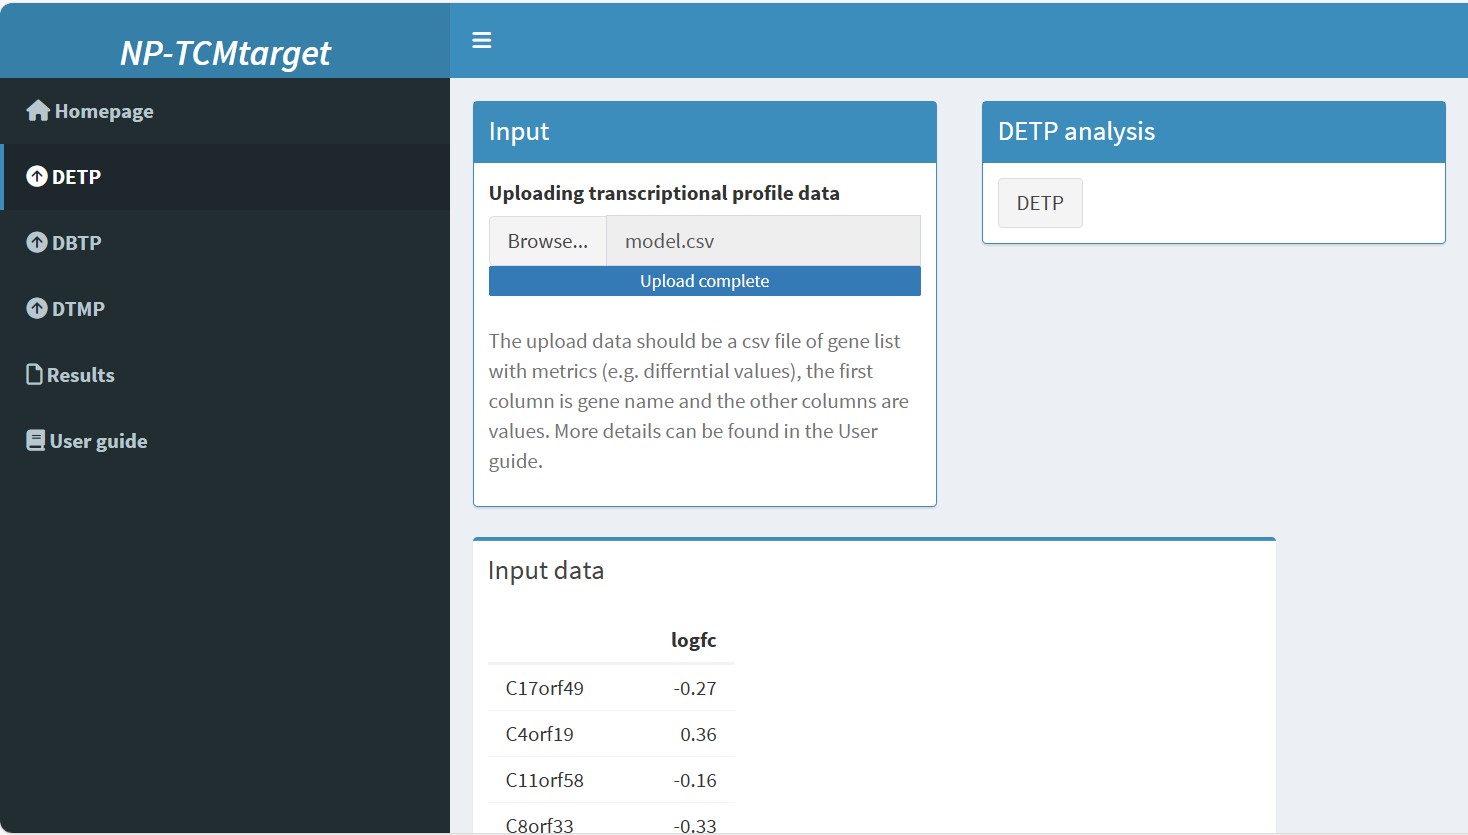 NP-TCMtarget
Homepage
DETP
DBTP
DTMP
Results
User guide
Input
Uploading transcriptional profile data
Browse...
model.csv
Upload complete
The upload data should be a csv file of gene list
with metrics (e.g. differntial values), the first
column is gene name and the other columns are
values. More details can be found in the User
guide.
DETP analysis
DETP
Input data
logfc
C17orf49 -0.27
C4orf19 0.36
C11orf58 -0.16
C8orf33 -0.33